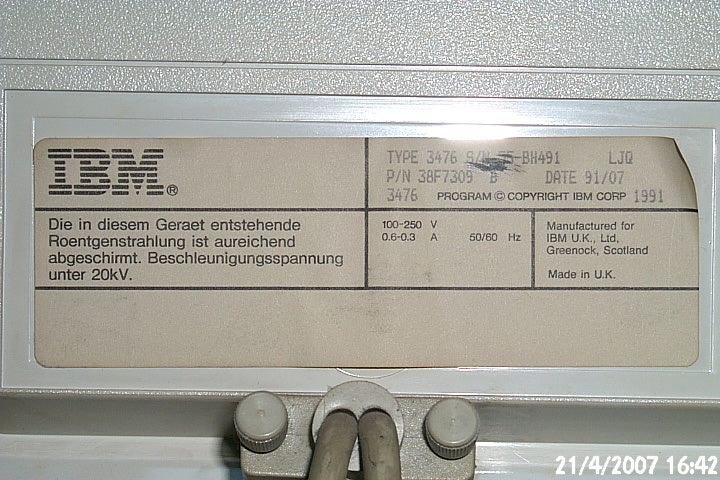 IBM®
TYPE 3476 S/N 55-BH491 LJQ
P/N 38F7309 B DATE 91/07
3476 PROGRAM © COPYRIGHT IBM CORP 1991
Die in diesem Geraet entstehende
Roentgenstrahlung ist aureichend
abgeschirmt. Beschleunigungsspannung
unter 20kV.
100-250 V
0.6-0.3 A 50/60 Hz
Manufactured for
IBM U.K., Ltd,
Greenock, Scotland
Made in U.K.
21/4/2007 16:42